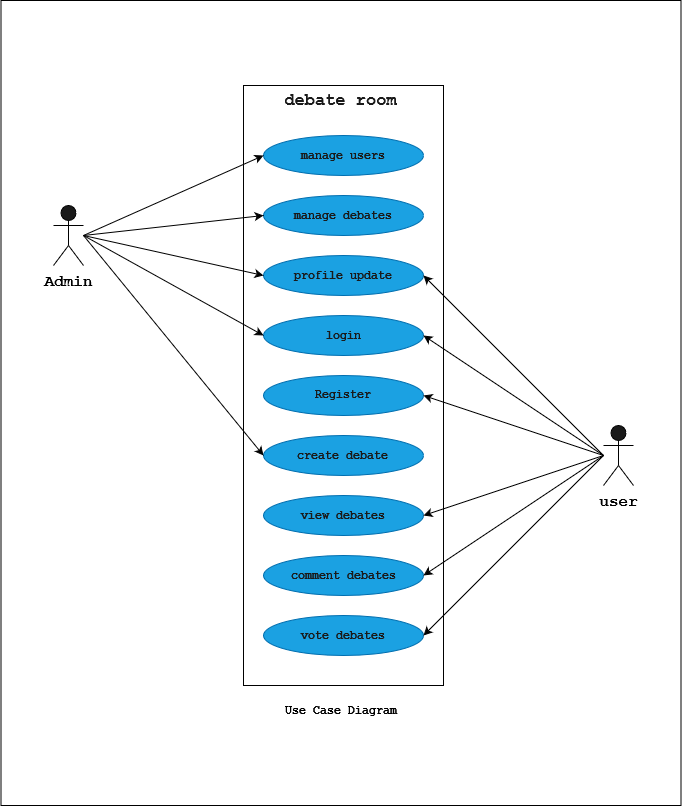 debate room
manage users
manage debates
profile update
Admin
login
Register
create debate
user
view debates
comment debates
vote debates
Use Case Diagram